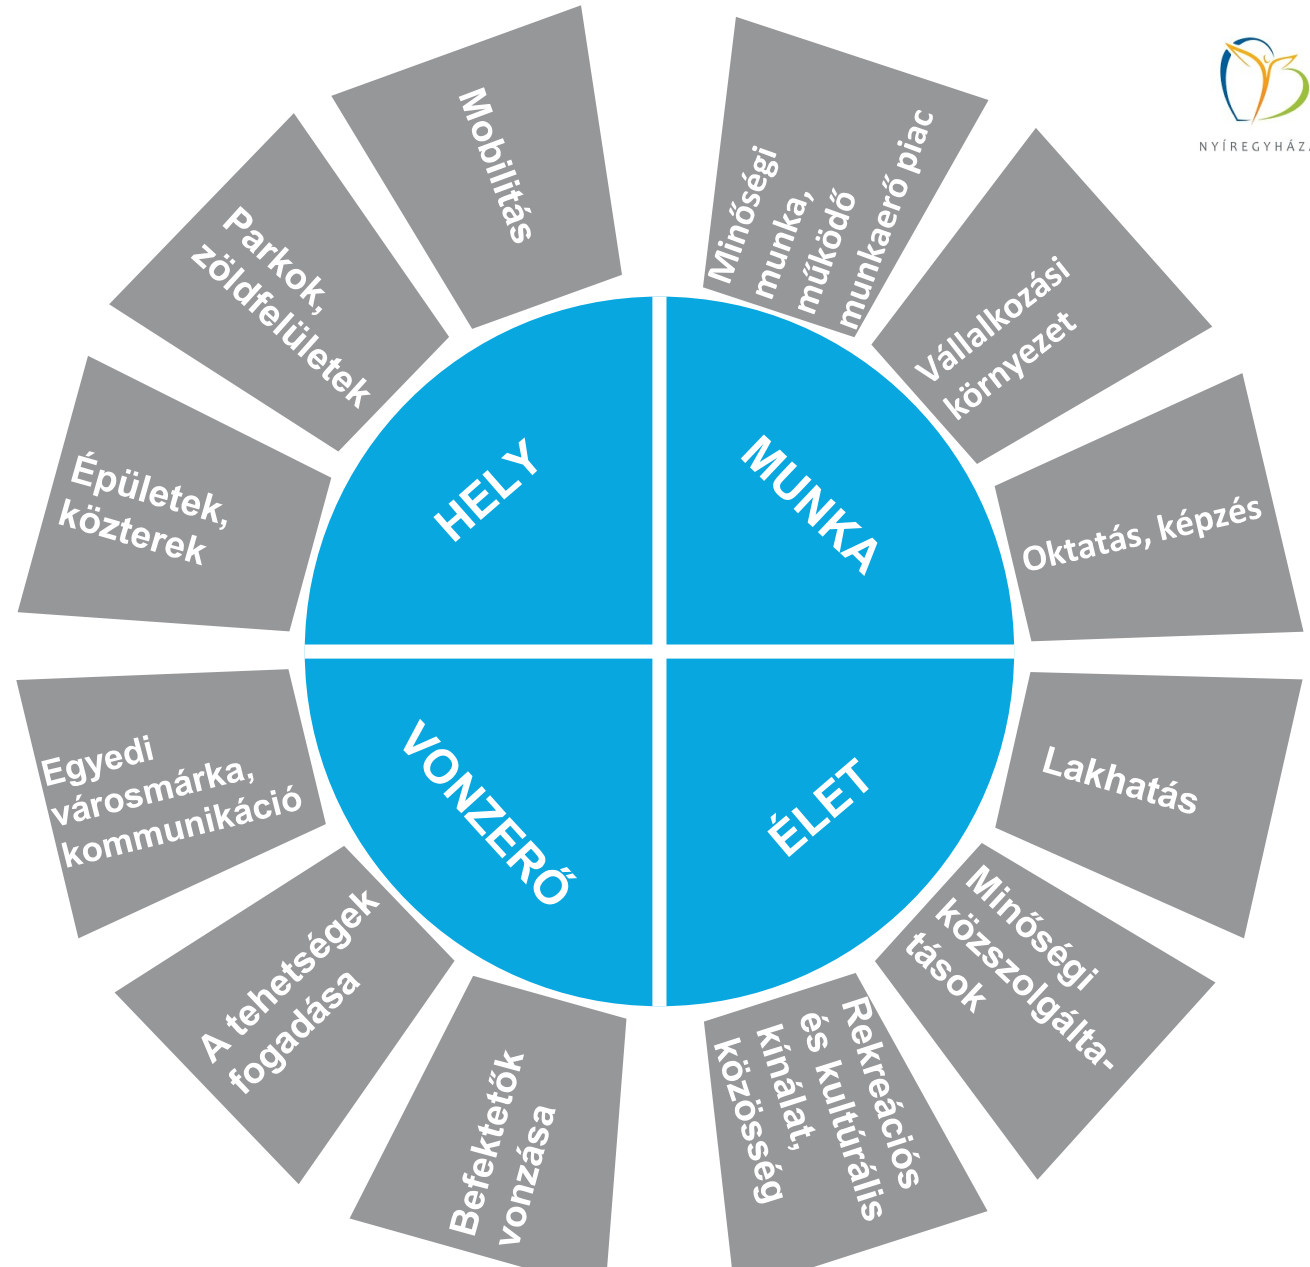 Mobilitás
Parkok,
zöldfelületek
Épületek,
közterek
HELY
Minőségi
munka,
működő
munkaerő piac
Vállalkozási
környezet
Oktatás, képzés
MUNKA
NYÍREGYHÁZA
Egyedi
városmárka,
kommunikáció
A tehetségek
fogadása
Befektetők
vonzása
VONZERŐ
Lakhatás
Minőségi
közszolgálta-
tások
Rekreációs
és kultúrális
kínálat,
közösség
ÉLET